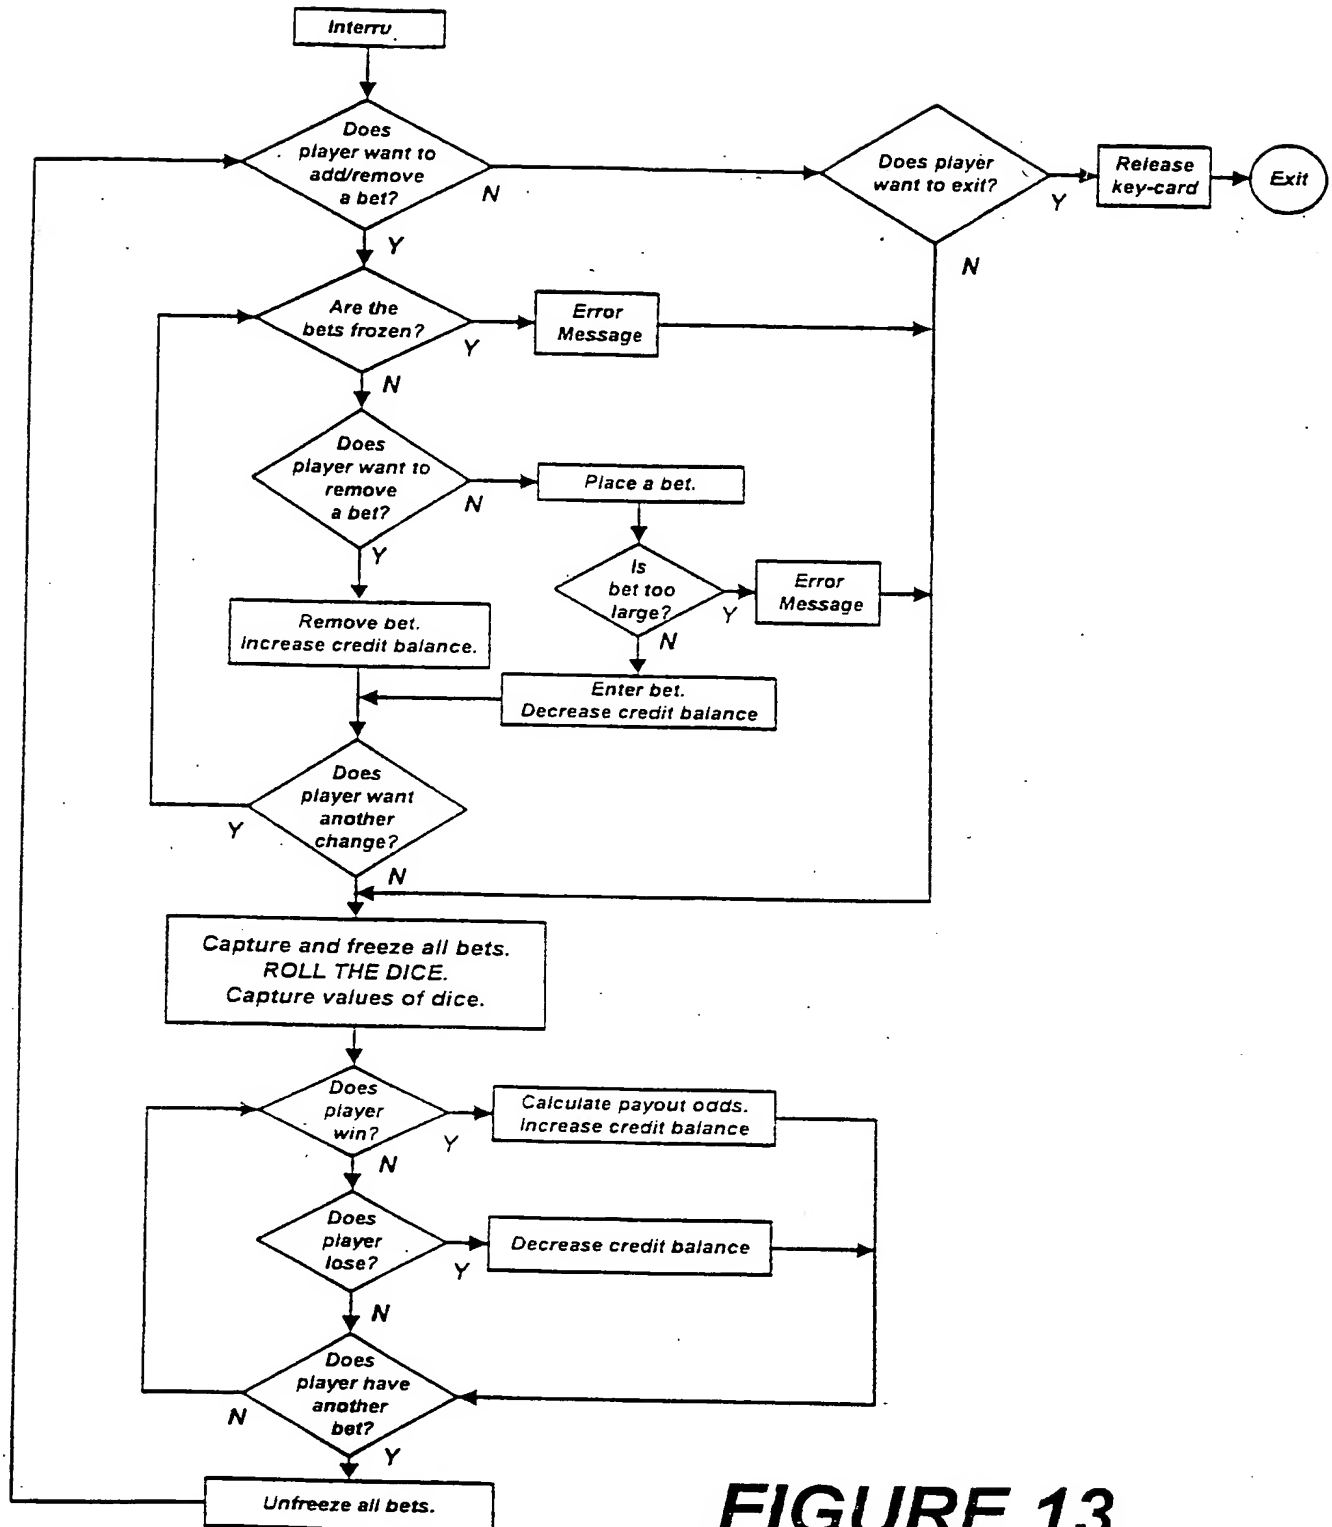 Interru
Does
player want to
add/remove
a bet?
N
Y
Does player
want to exit?
Y
N
Release
key-card
Exit
Are the
bets frozen?
Y
N
Error
Message
Does
player want to
remove
a bet?
N
Y
Place a bet.
Is
bet too
large?
Y
N
Error
Message
Remove bet.
Increase credit balance.
Enter bet.
Decrease credit balance
Does
player want
another
change?
Y
N
Capture and freeze all bets.
ROLL THE DICE.
Capture values of dice.
Does
player
win?
Y
N
Calculate payout odds.
Increase credit balance
Does
player
lose?
Y
N
Decrease credit balance
Does
player have
another
bet?
N
Y
Unfreeze all bets.
FIGURE 13